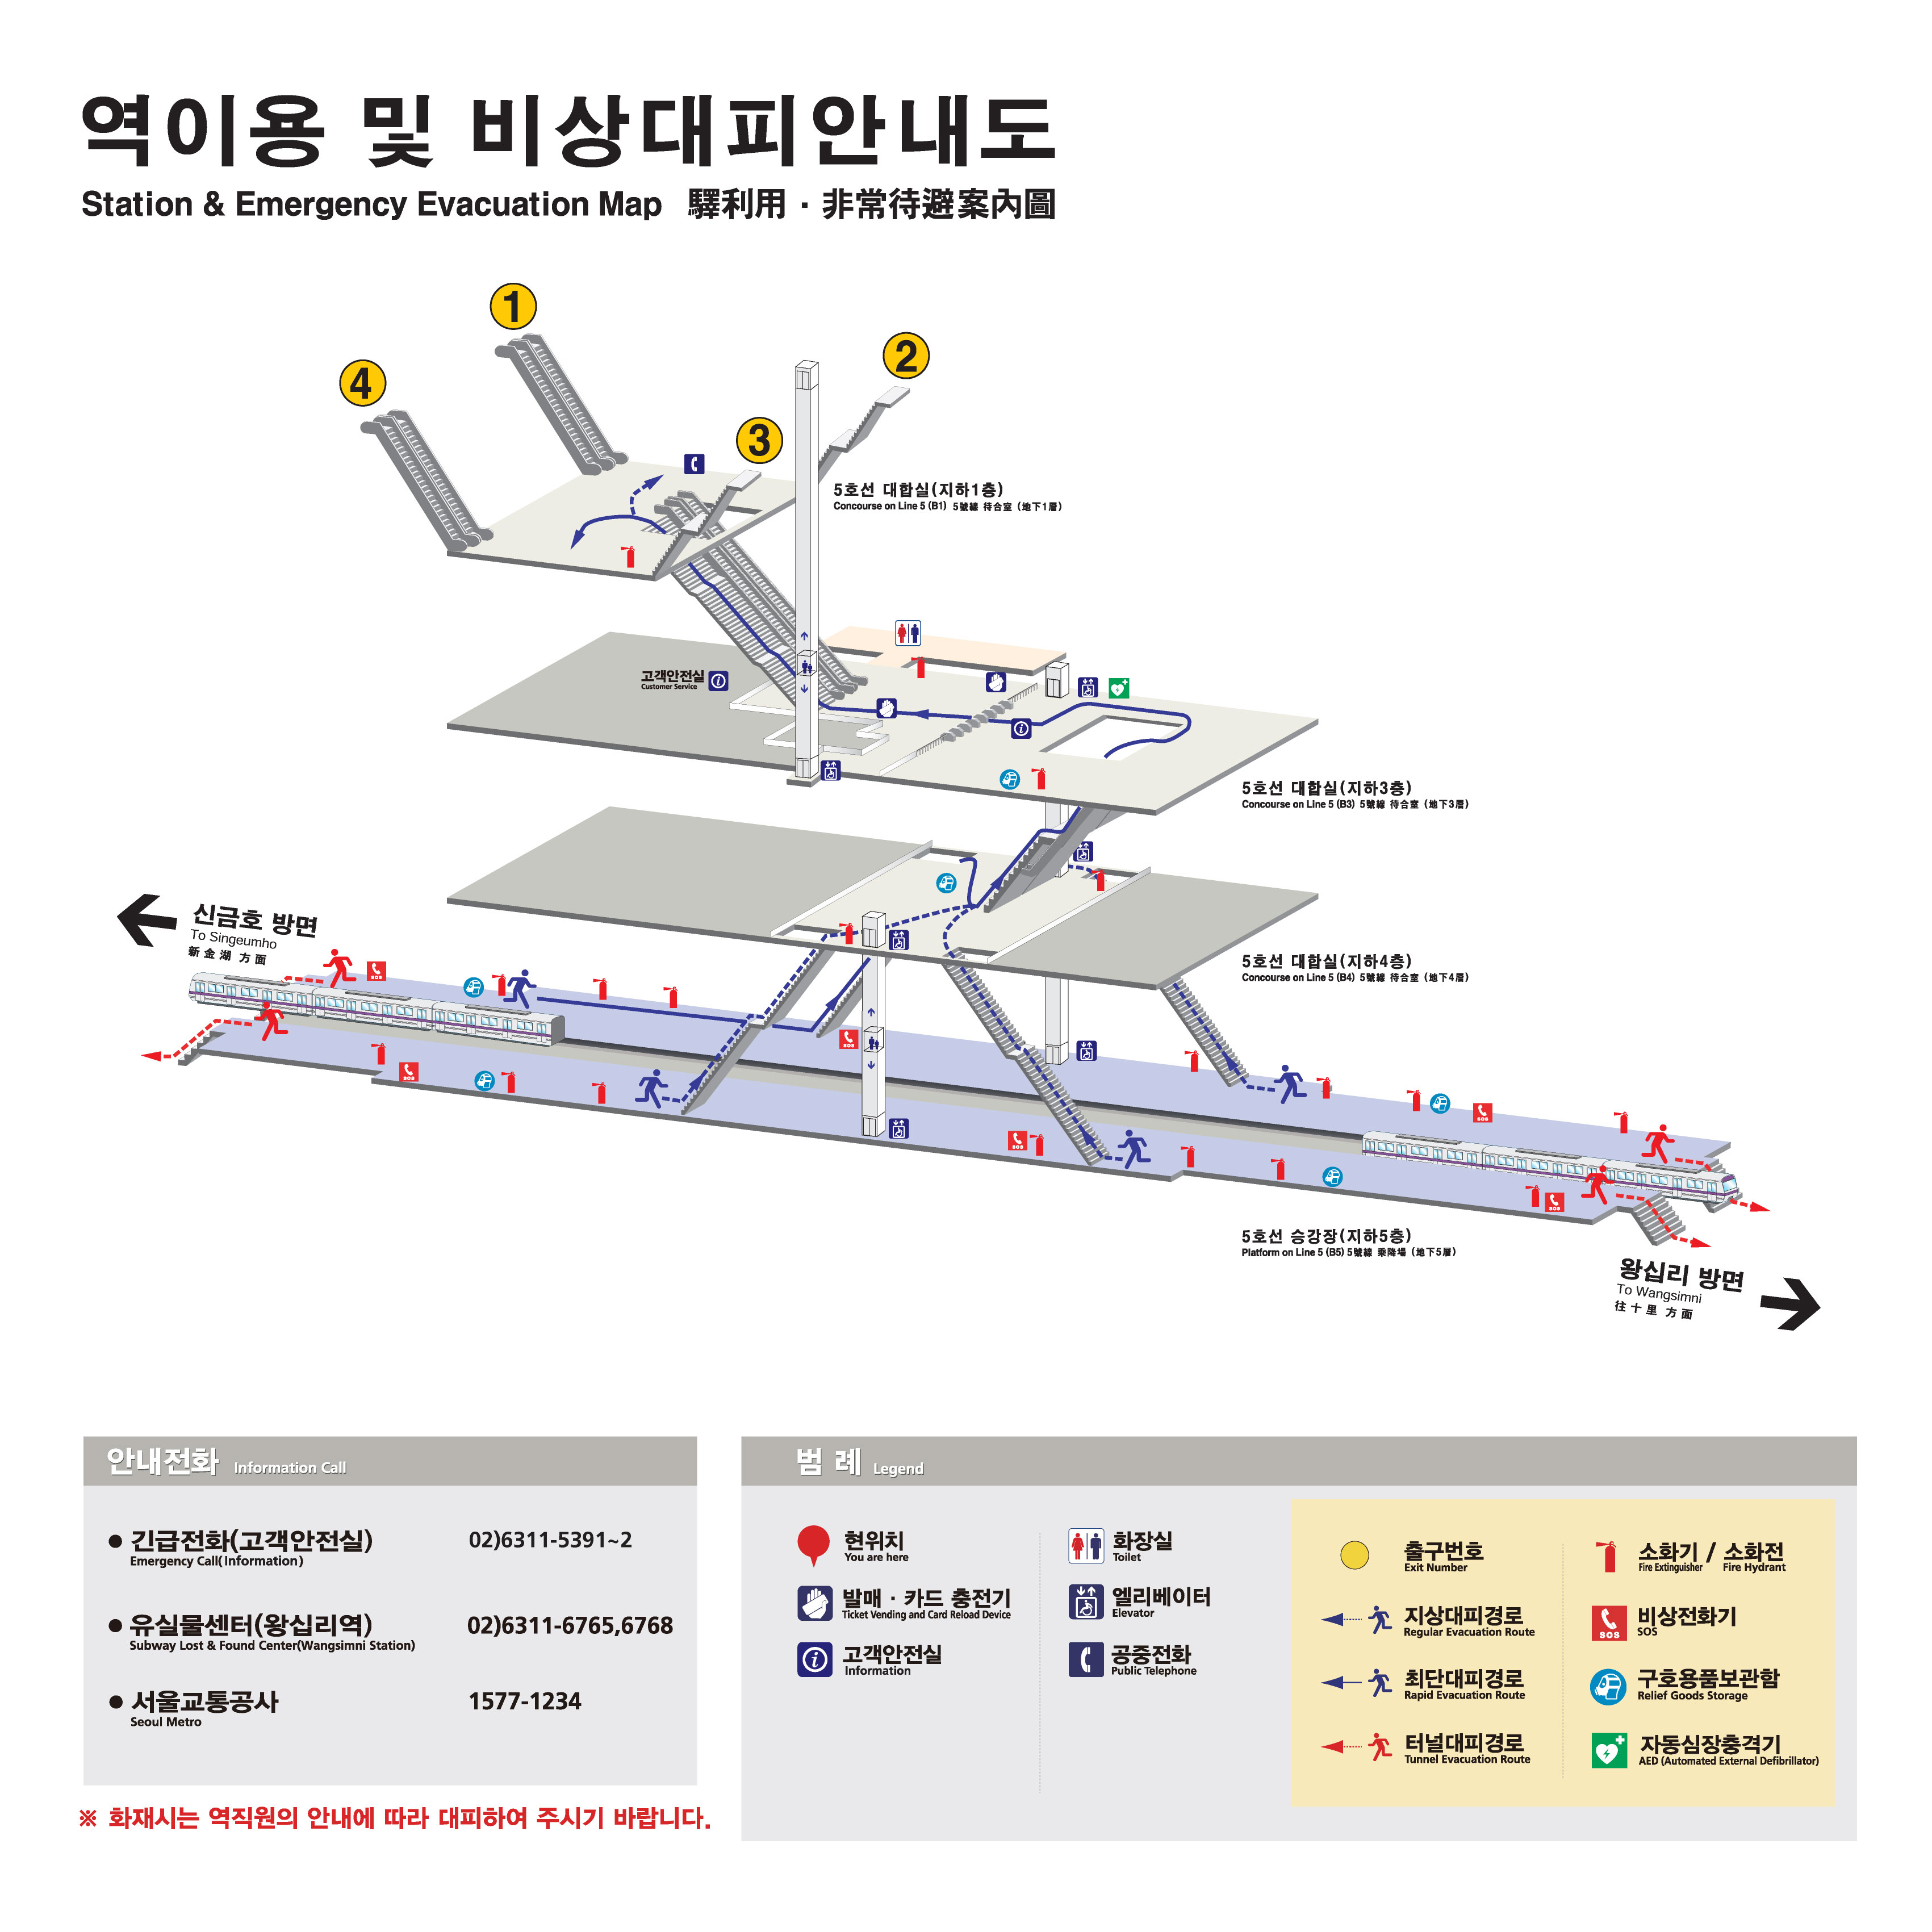 역이용 및 비상대피안내도
Station & Emergency Evacuation Map 驛利用 · 非常待避案內圖
1
2
4
3
5호선 대합실(지하1층)
Concourse on Line 5 (B1) 5號線 待合室 (地下1層)
고객안전실
Customer Service
5호선 대합실(지하3층)
Concourse on Line 5 (B3) 5號線 待合室 (地下3層)
신금호 방면
To Singeumho
新金湖 方面
5호선 대합실(지하4층)
Concourse on Line 5 (B4) 5號線 待合室 (地下4層)
SOS
SOS
SOS
SOS
SOS
SOS
5호선 승강장(지하5층)
Platform on Line 5 (B5) 5號線 乘降場 (地下5層)
왕십리 방면
To Wangsimni
往十里 方面
안내전화 Information Call
긴급전화(고객안전실) 02)6311-5391~2
Emergency Call(Information)
유실물센터(왕십리역) 02)6311-6765,6768
Subway Lost & Found Center(Wangsimni Station)
서울교통공사 1577-1234
Seoul Metro
※ 화재시는 역직원의 안내에 따라 대피하여 주시기 바랍니다.
범 례 Legend
현위치
You are here
발매 · 카드 충전기
Ticket Vending and Card Reload Device
고객안전실
Information
화장실
Toilet
엘리베이터
Elevator
공중전화
Public Telephone
출구번호
Exit Number
지상대피경로
Regular Evacuation Route
최단대피경로
Rapid Evacuation Route
터널대피경로
Tunnel Evacuation Route
소화기 / 소화전
Fire Extinguisher Fire Hydrant
SOS
비상전화기
SOS
구호용품보관함
Relief Goods Storage
자동심장충격기
AED (Automated External Defibrillator)